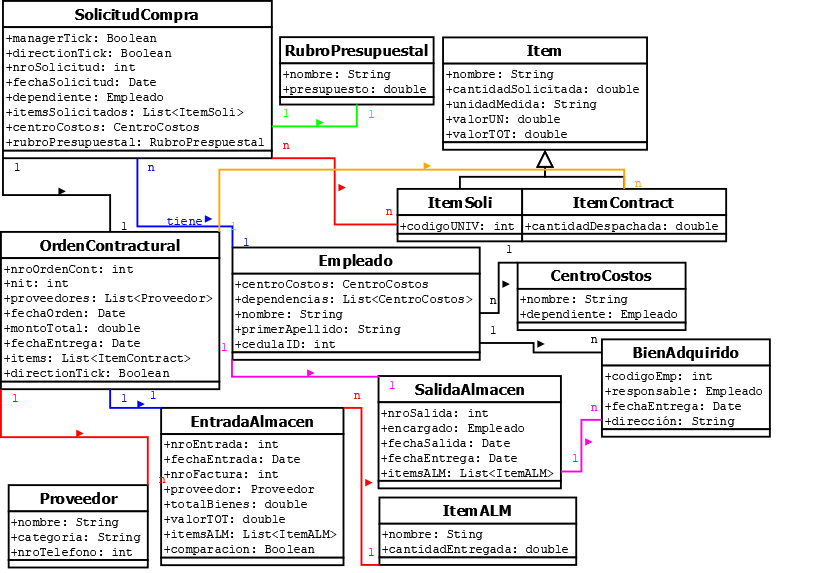 SolicitudCompra
+managerTick: Boolean
+directionTick: Boolean
+nroSolicitud: int
+fechaSolicitud: Date
+dependiente: Empleado
+itemsSolicitados: List<ItemSoli>
+centroCostos: CentroCostos
+rubroPresupuestal: RubroPrespuestal
RubroPresupuestal
+nombre: String
+presupuesto: double
Item
+nombre: String
+cantidadSolicitada: double
+unidadMedida: String
+valorUN: double
+valorTOT: double
1
1
n
1
n
n
n
ItemSoli
+codigoUNIV: int
ItemContract
+cantidadDespachada: double
tiene
1
1
1
1
OrdenContractural
+nroOrdenCont: int
+nit: int
+proveedores: List<Proveedor>
+fechaOrden: Date
+montoTotal: double
+fechaEntrega: Date
+items: List<ItemContract>
+directionTick: Boolean
Empleado
+centroCostos: CentroCostos
+dependencias: List<CentroCostos>
+nombre: String
+primerApellido: String
+cedulaID: int
CentroCostos
+nombre: String
+dependiente: Empleado
n
1
n
1
BienAdquirido
+codigoEmp: int
+responsable: Empleado
+fechaEntrega: Date
+dirección: String
1
SalidaAlmacen
+nroSalida: int
+encargado: Empleado
+fechaSalida: Date
+fechaEntrega: Date
+itemsALM: List<ItemALM>
n
1
1
1
1
n
EntradaAlmacen
+nroEntrada: int
+fechaEntrada: Date
+nroFactura: int
+proveedor: Proveedor
+totalBienes: double
+valorTOT: double
+itemsALM: List<ItemALM>
+comparacion: Boolean
n
Proveedor
+nombre: String
+categoria: String
+nroTelefono: int
ItemALM
+nombre: Sting
+cantidadEntregada: double
1